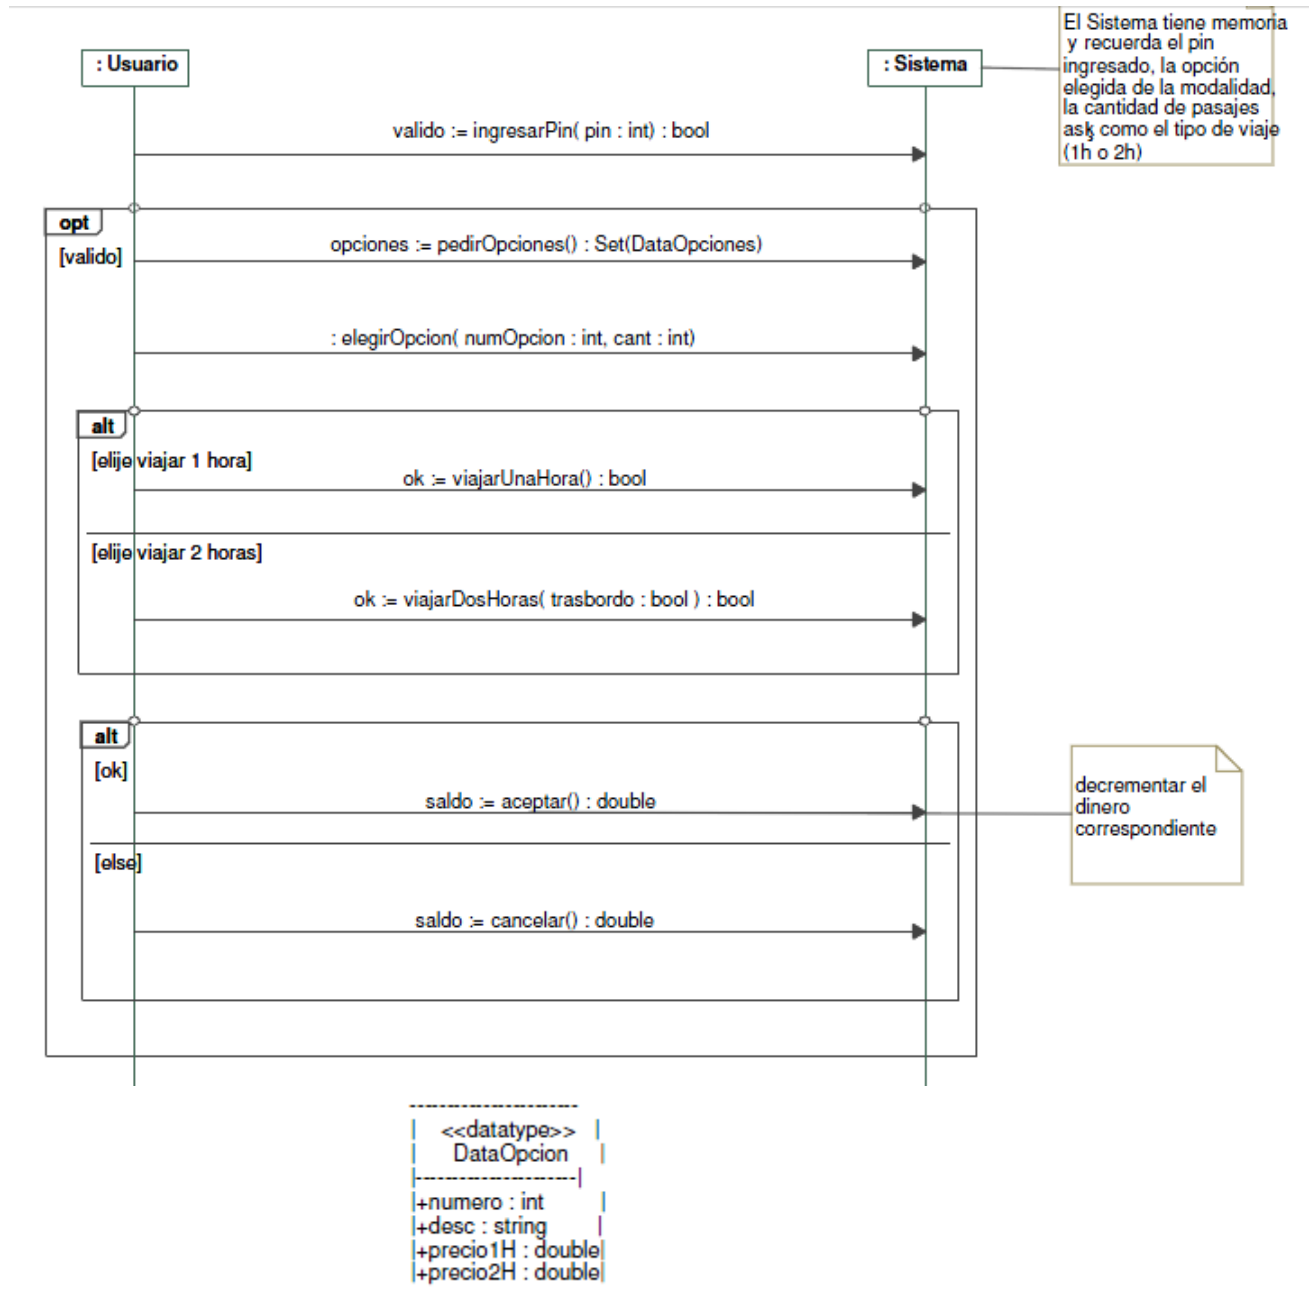 El Sistema tiene memoria
y recuerda el pin
ingresado, la opción
elegida de la modalidad,
la cantidad de pasajes
asķ como el tipo de viaje
(1h o 2h)
: Usuario
: Sistema
valido := ingresarPin( pin : int) : bool
opt
[valido]
opciones := pedirOpciones() : Set(DataOpciones)
: elegirOpcion( numOpcion : int, cant : int)
alt
[elije viajar 1 hora]
ok := viajarUnaHora() : bool
[elije viajar 2 horas]
ok := viajarDosHoras( trasbordo : bool ) : bool
alt
[ok]
saldo := aceptar() : double
decrementar el
dinero
correspondiente
[else]
saldo := cancelar() : double
-----------------------
| <<datatype>> |
| DataOpcion |
|----------------------|
|+numero : int |
|+desc : string |
|+precio1H : double|
|+precio2H : double|